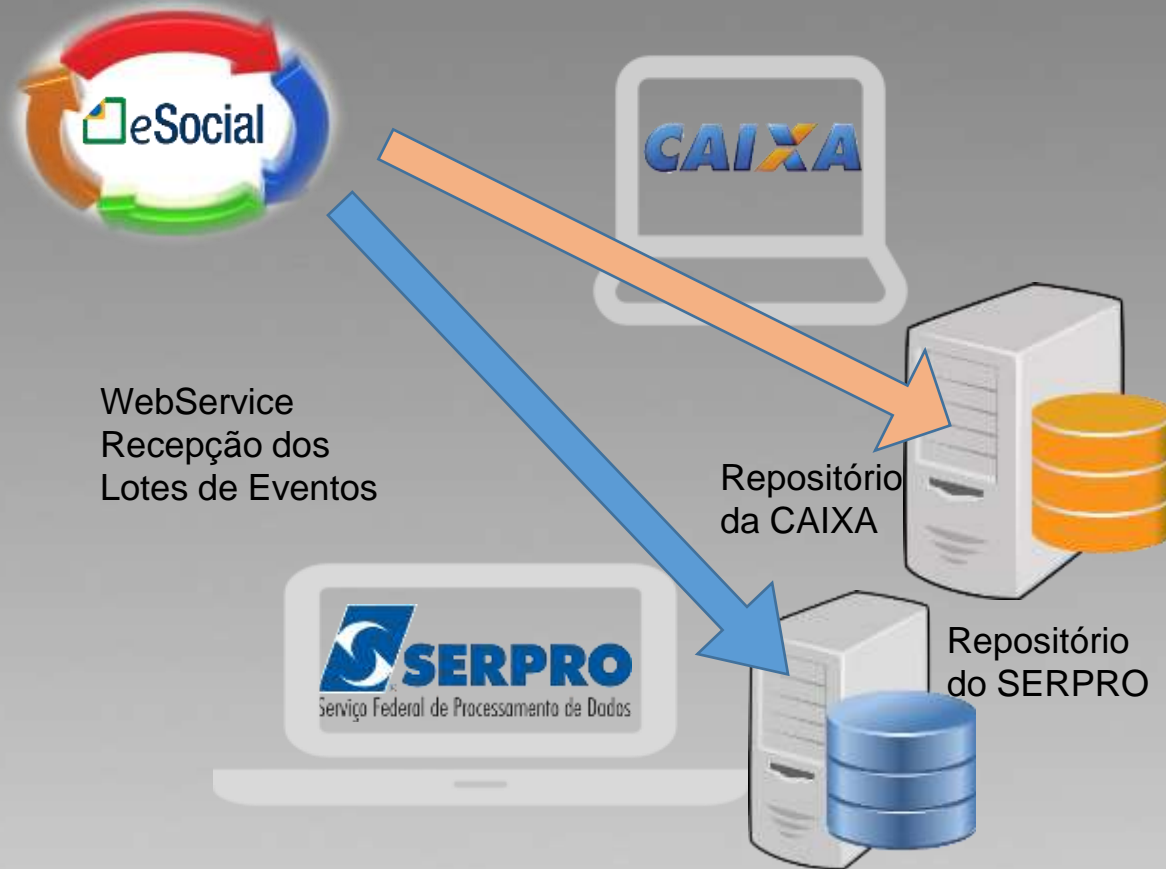 eSocial
CAIXA
WebService
Recepção dos
Lotes de Eventos
Repositório
da CAIXA
SERPRO
Serviço Federal de Processamento de Dados
Repositório
do SERPRO